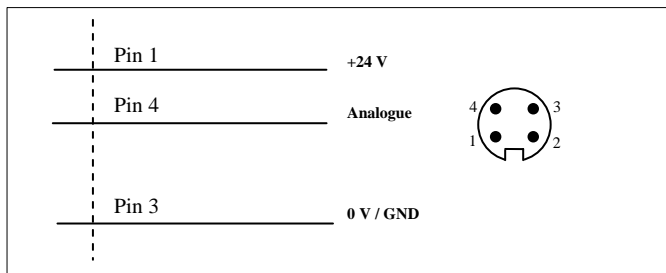 Pin 1
+24 V
Pin 4
Analogue
4 3
1 2
Pin 3
0 V / GND